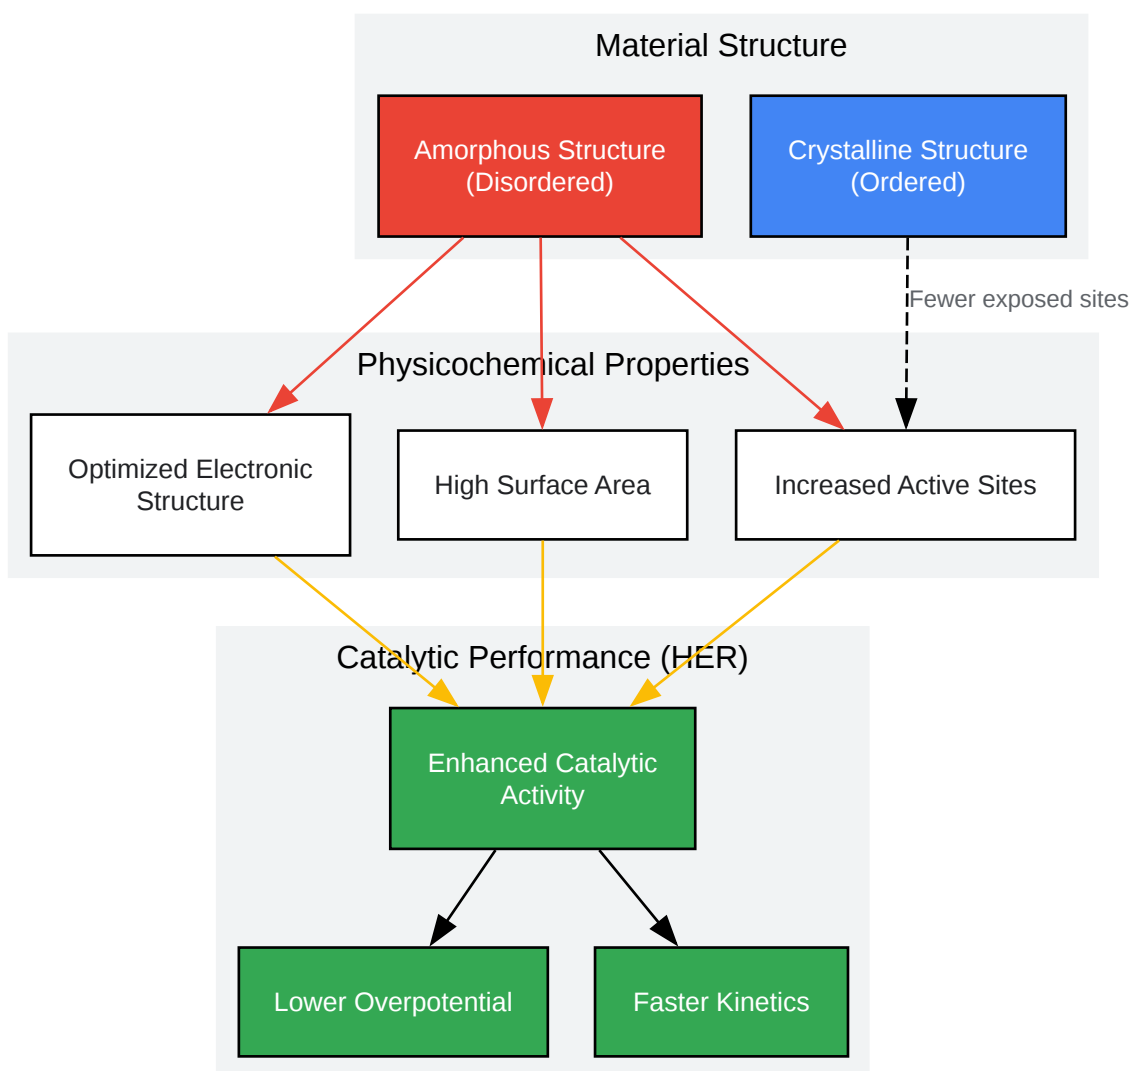 Material Structure
Amorphous Structure
(Disordered)
Crystalline Structure
(Ordered)
Fewer exposed sites
Physicochemical Properties
Optimized Electronic
Structure
High Surface Area
Increased Active Sites
Catalytic Performance (HER)
Enhanced Catalytic
Activity
Lower Overpotential
Faster Kinetics